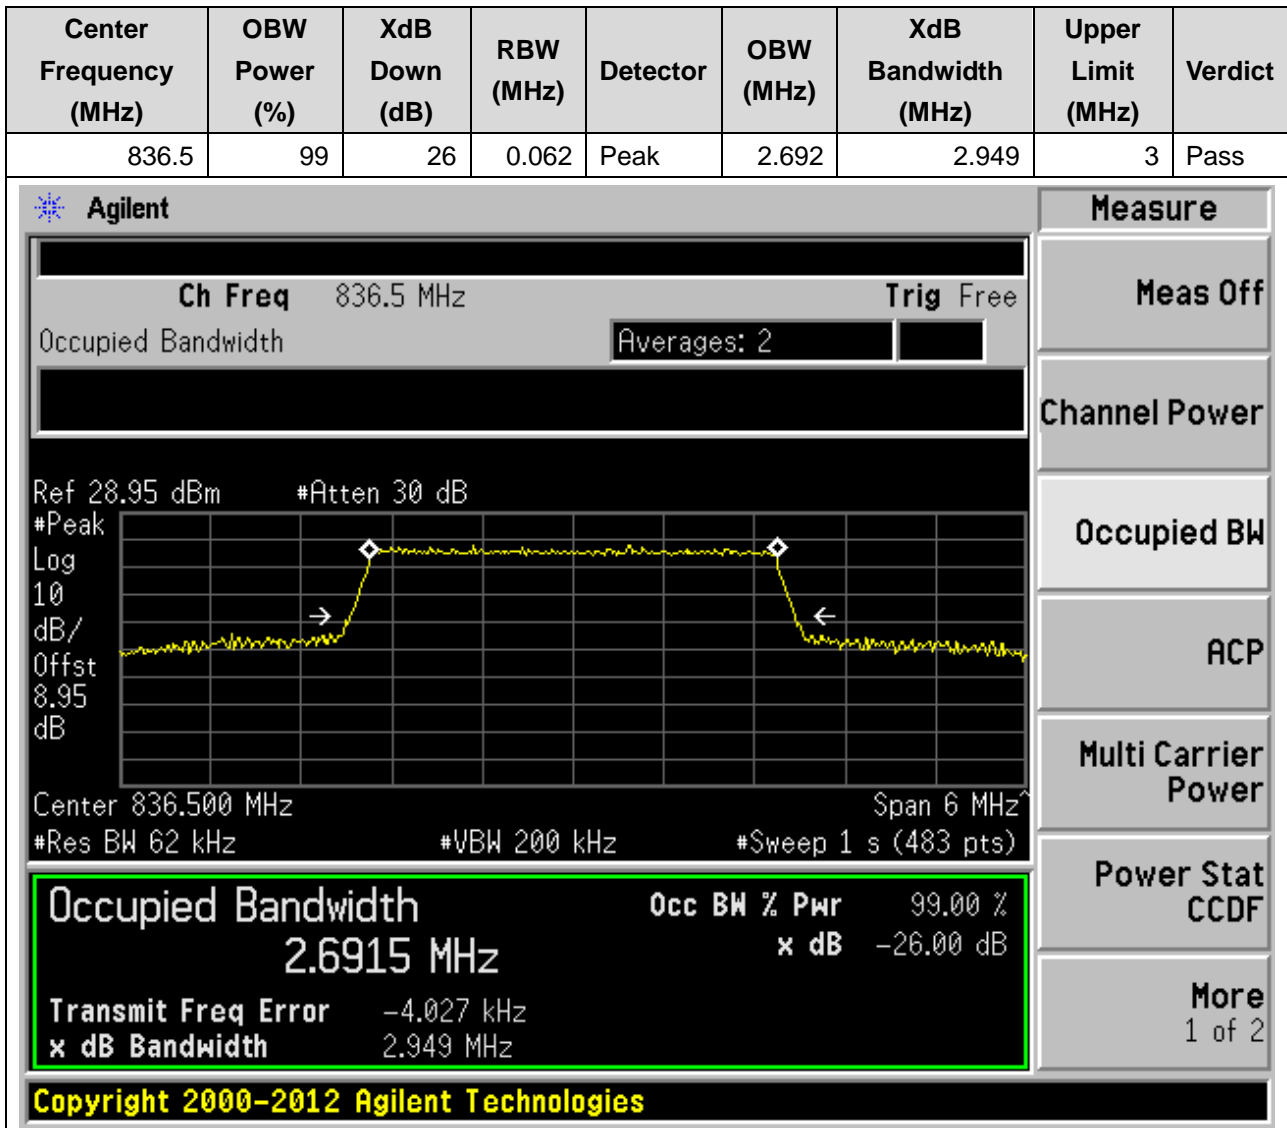 Center Frequency (MHz) OBW Power (%) XdB Down (dB) RBW (MHz) Detector OBW (MHz) XdB Bandwidth (MHz) Upper Limit (MHz) Verdict
836.5 99 26 0.062 Peak 2.692 2.949 3 Pass
Agilent
Measure
Ch Freq 836.5 MHz Trig Free
Occupied Bandwidth Averages: 2
Meas Off
Channel Power
Occupied BW
ACP
Multi Carrier
Power
Power Stat
CCDF
More
1 of 2
Ref 28.95 dBm #Atten 30 dB
#Peak
Log
10
dB/
Offst
8.95
dB
Center 836.500 MHz Span 6 MHz^
#Res BW 62 kHz #VBW 200 kHz #Sweep 1 s (483 pts)
Occupied Bandwidth Occ BW % Pwr 99.00 %
2.6915 MHz x dB -26.00 dB
Transmit Freq Error -4.027 kHz
x dB Bandwidth 2.949 MHz
Copyright 2000-2012 Agilent Technologies